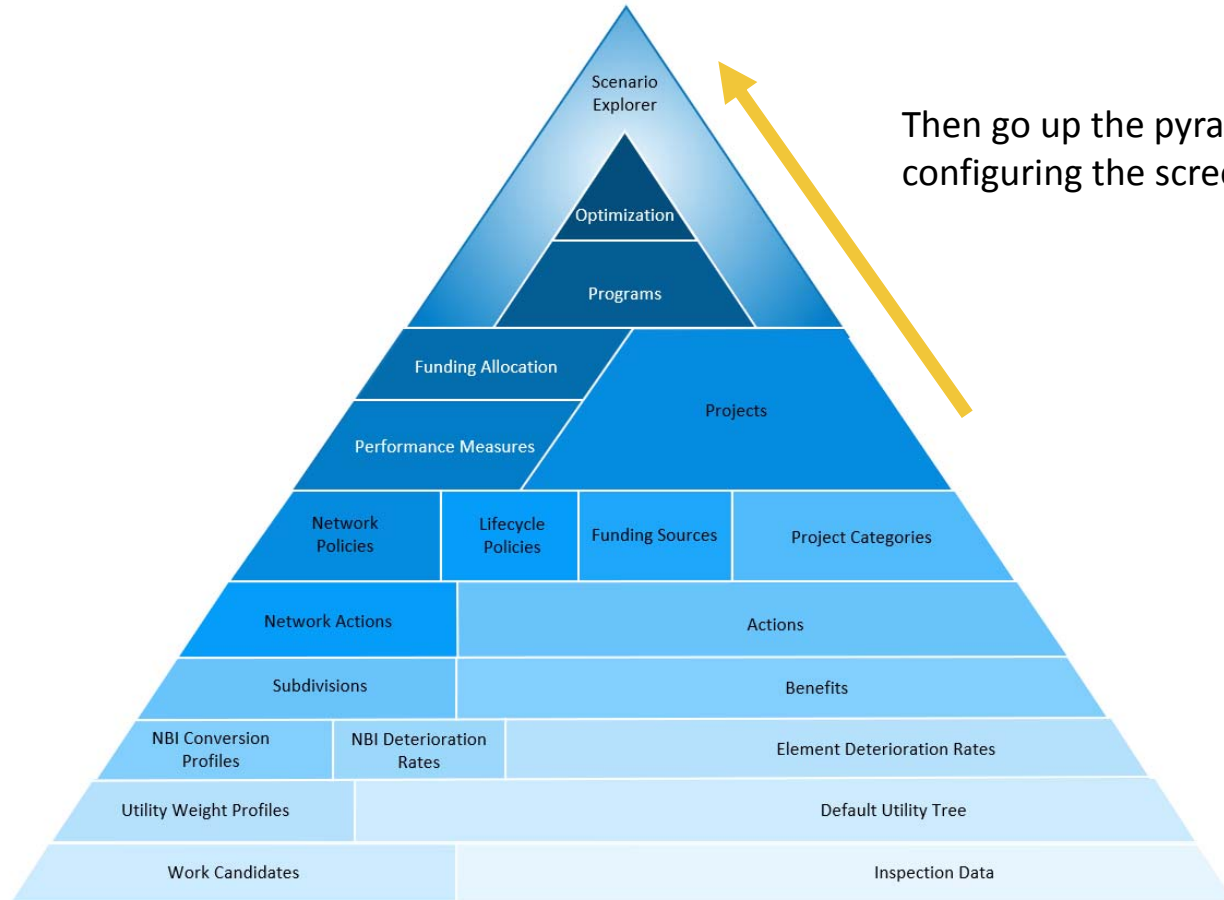 Scenario
Explorer
Then go up the
configuring the
Optimization
Programs
Funding Allocation
Projects
Performance Measures
Network
Policies
Lifecycle
Policies
Funding Sources
Project Categories
Network Actions
Actions
Subdivisions
Benefits
NBI Conversion
Profiles
NBI Deterioration
Rates
Element Deterioration Rates
Utility Weight Profiles
Default Utility Tree
Work Candidates
Inspection Data